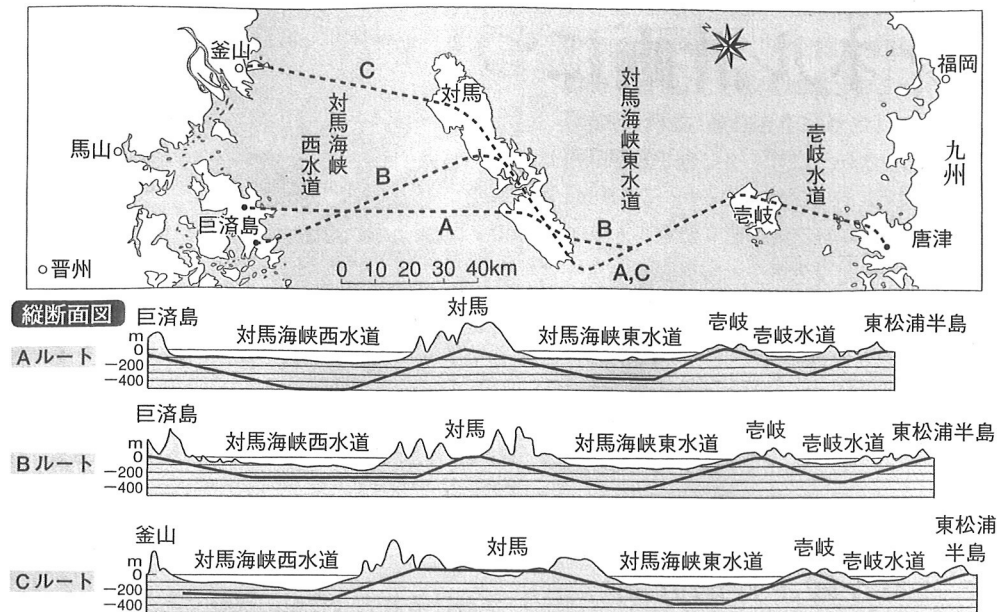 N
釜山
C
対馬
対馬海峡東水道
福岡
対馬海峡
西水道
馬山
B
壱岐水道
九州
巨済島
A
B
壱岐
唐津
A,C
晋州
0 10 20 30 40km
縦断面図
巨済島
対馬
m
対馬海峡西水道
対馬海峡東水道
壱岐
壱岐水道
東松浦半島
Aルート
0
−200
−400
巨済島
m
対馬海峡西水道
対馬
対馬海峡東水道
壱岐
壱岐水道
東松浦半島
Bルート
0
−200
−400
釜山
m
対馬海峡西水道
対馬
対馬海峡東水道
壱岐
壱岐水道
東松浦
半島
Cルート
0
−200
−400